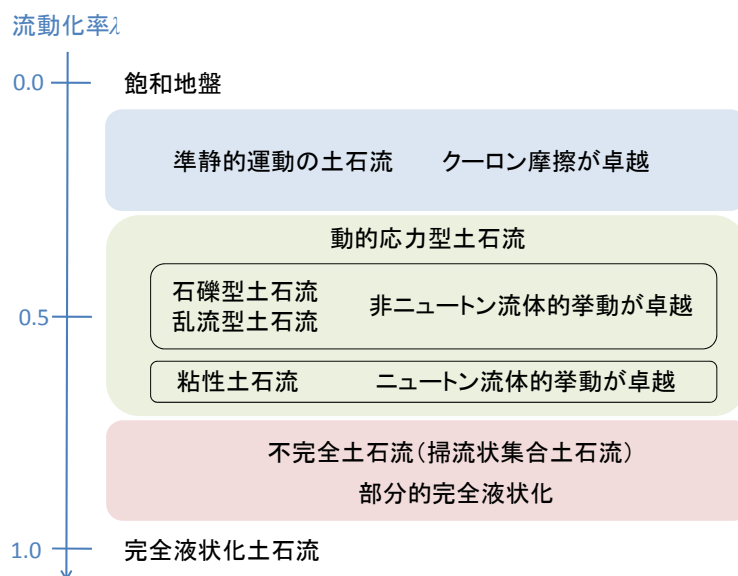 流動化率λ
0.0 飽和地盤
準静的運動の土石流 クーロン摩擦が卓越
動的応力型土石流
石礫型土石流
乱流型土石流
非ニュートン流体的挙動が卓越
0.5
粘性土石流 ニュートン流体的挙動が卓越
不完全土石流(掃流状集合土石流)
部分的完全液状化
1.0 完全液状化土石流